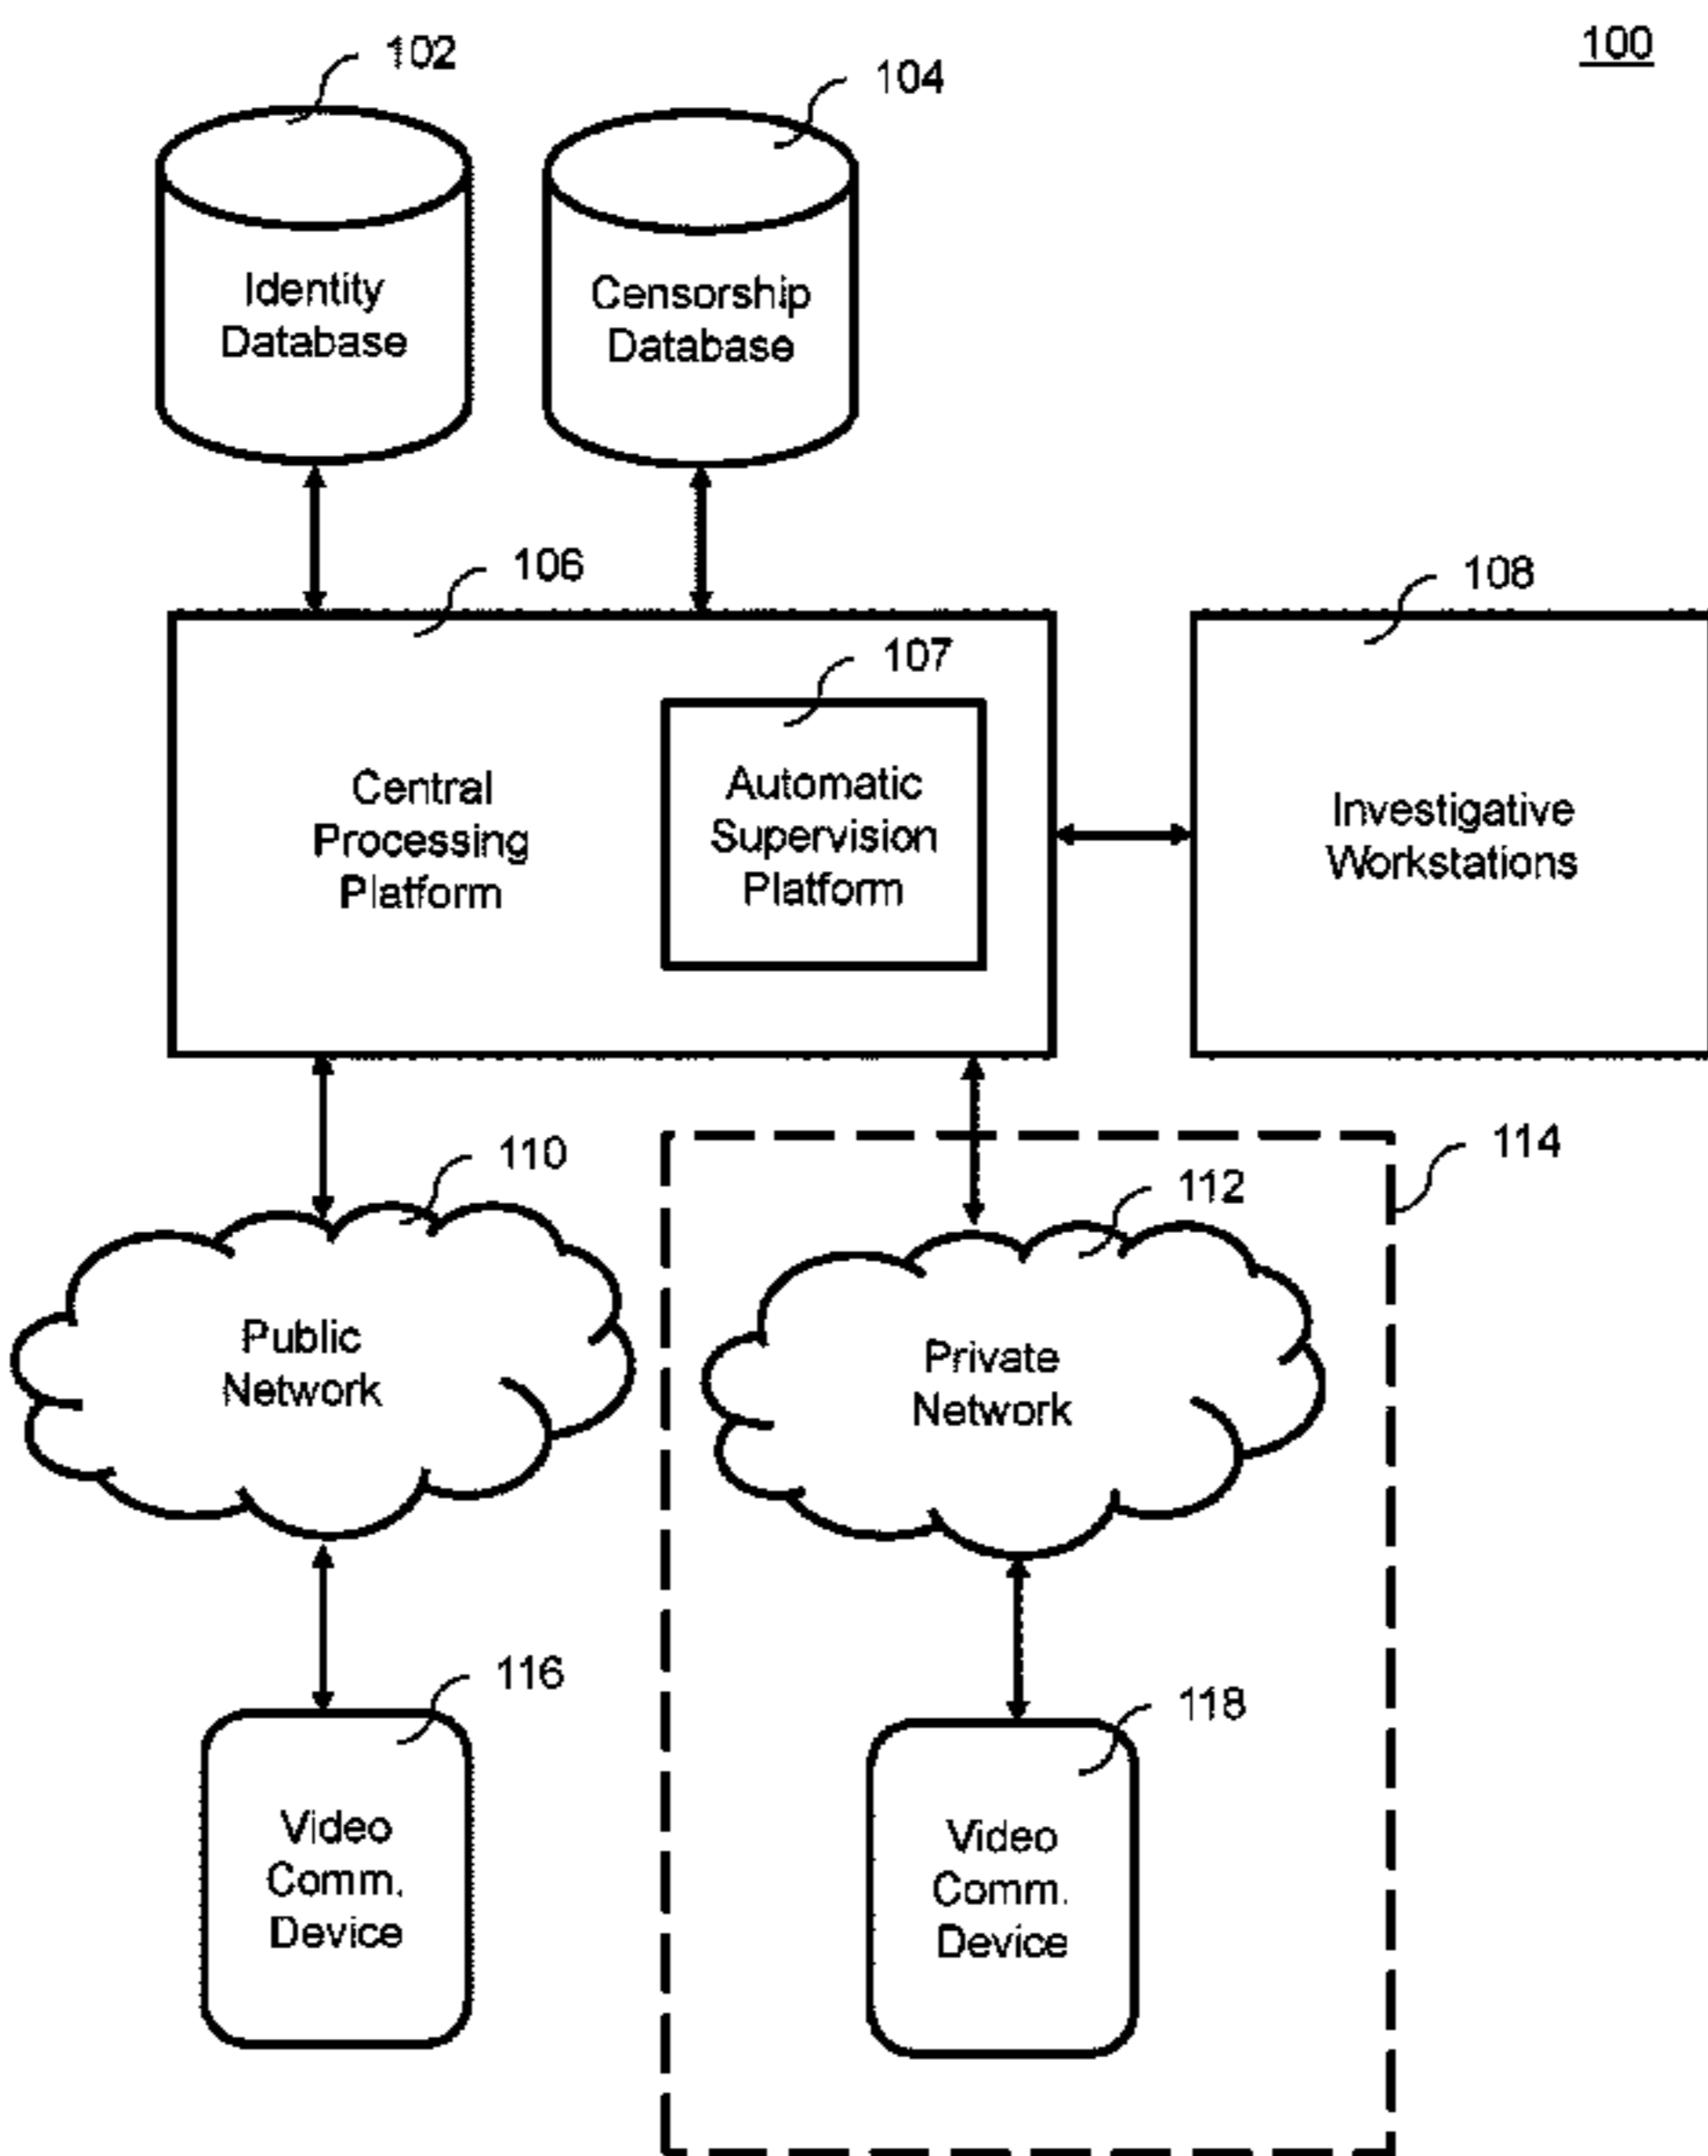 100
102
104
Identity
Database
Censorship
Database
106
108
107
Central
Processing
Platform
Automatic
Supervision
Platform
Investigative
Workstations
110
114
112
Public
Network
Private
Network
116
118
Video
Comm.
Device
Video
Comm.
Device